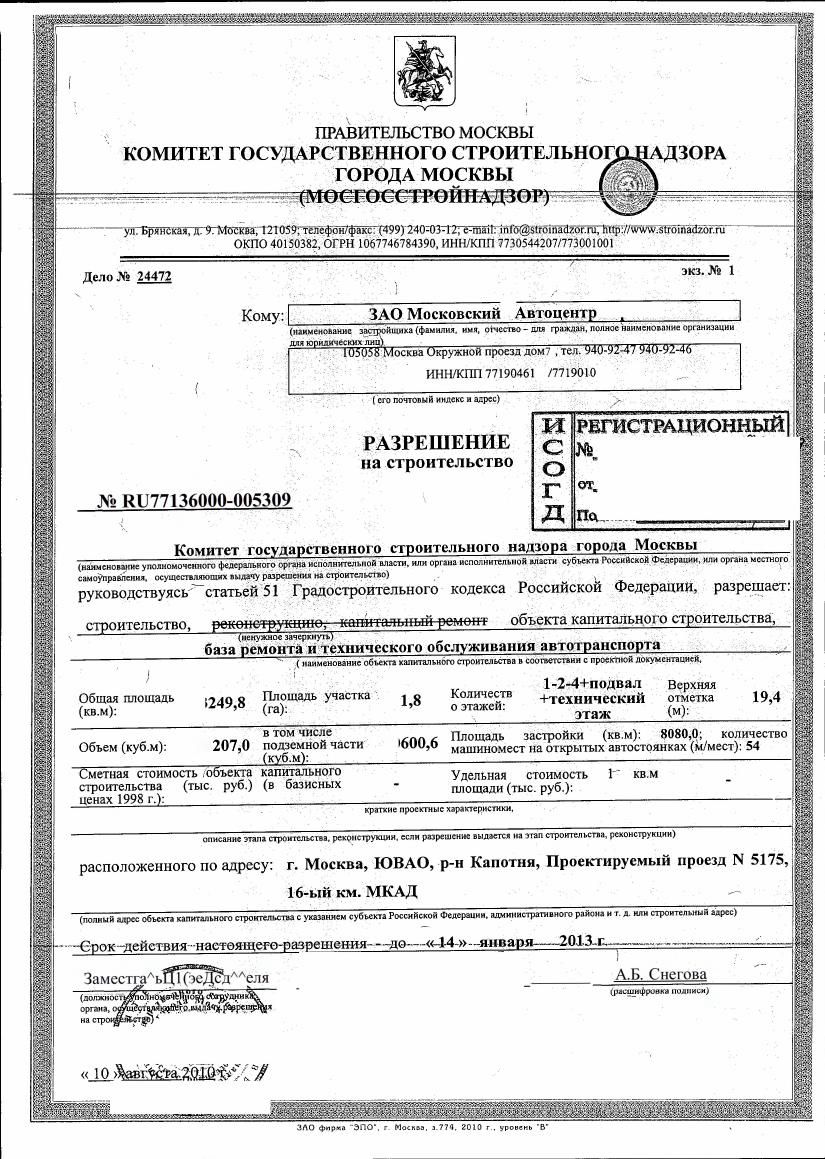 ПРАВИТЕЛЬСТВО МОСКВЫ
КОМИТЕТ ГОСУДАРСТВЕННОГО СТРОИТЕЛЬНОГО НАДЗОРА
ГОРОДА МОСКВЫ
(МОСГОССТРОЙНАДЗОР)
ул. Брянская, д. 9. Москва, 121059; телефон/факс: (499) 240-03-12; e-mail: info@stroinadzor.ru, http://www.stroinadzor.ru
ОКПО 40150382, ОГРН 1067746784390, ИНН/КПП 7730544207/773001001
Дело № 24472
экз. № 1
Кому: ЗАО Московский Автоцентр ,
(наименование застройщика (фамилия, имя, отчество – для граждан, полное наименование организации
для юридических лиц)
105058 Москва Окружной проезд дом7 , тел. 940-92-47 940-92-46
ИНН/КПП 77190461 /7719010
( его почтовый индекс и адрес)
РАЗРЕШЕНИЕ
на строительство
ИСОГД
РЕГИСТРАЦИОННЫЙ
№
от
По
№ RU77136000-005309
Комитет государственного строительного надзора города Москвы
(наименование уполномоченного федерального органа исполнительной власти, или органа исполнительной власти субъекта Российской Федерации, или органа местного
самоуправления, осуществляющих выдачу разрешения на строительство)
руководствуясь статьей 51 Градостроительного кодекса Российской Федерации, разрешает:
строительство, реконструкцию, капитальный ремонт объекта капитального строительства,
(ненужное зачеркнуть)
база ремонта и технического обслуживания автотранспорта
( наименование объекта капитального строительства в соответствии с проектной документацией,
Общая площадь (кв.м): 249,8 Площадь участка (га): 1,8 Количеств о этажей: 1-2-4+подвал +технический этаж Верхняя отметка (м): 19,4
Объем (куб.м): 207,0 в том числе подземной части (куб.м): 600,6 Площадь застройки (кв.м): 8080,0; количество машиномест на открытых автостоянках (м/мест): 54
Сметная стоимость объекта капитального строительства (тыс. руб.) (в базисных ценах 1998 г.): - Удельная стоимость 1 кв.м площади (тыс. руб.): -
краткие проектные характеристики,
описание этапа строительства, реконструкции, если разрешение выдается на этап строительства, реконструкции)
расположенного по адресу: г. Москва, ЮВАО, р-н Капотня, Проектируемый проезд N 5175,
16-ый км. МКАД
(полный адрес объекта капитального строительства с указанием субъекта Российской Федерации, административного района и т. д. или строительный адрес)
Срок действия настоящего разрешения - до «14» января 2013 г.
Заместга^ьЦ1(эеДсд^^еля
А.Б. Снегова
(должность уполномоченного сотрудника
органа, осуществляющего выдачу разрешения
на строительство)
(расшифровка подписи)
« 10 » августа 2010 г.
ЗАО фирма "ЭПО", г. Москва, з.774, 2010 г., уровень "В"